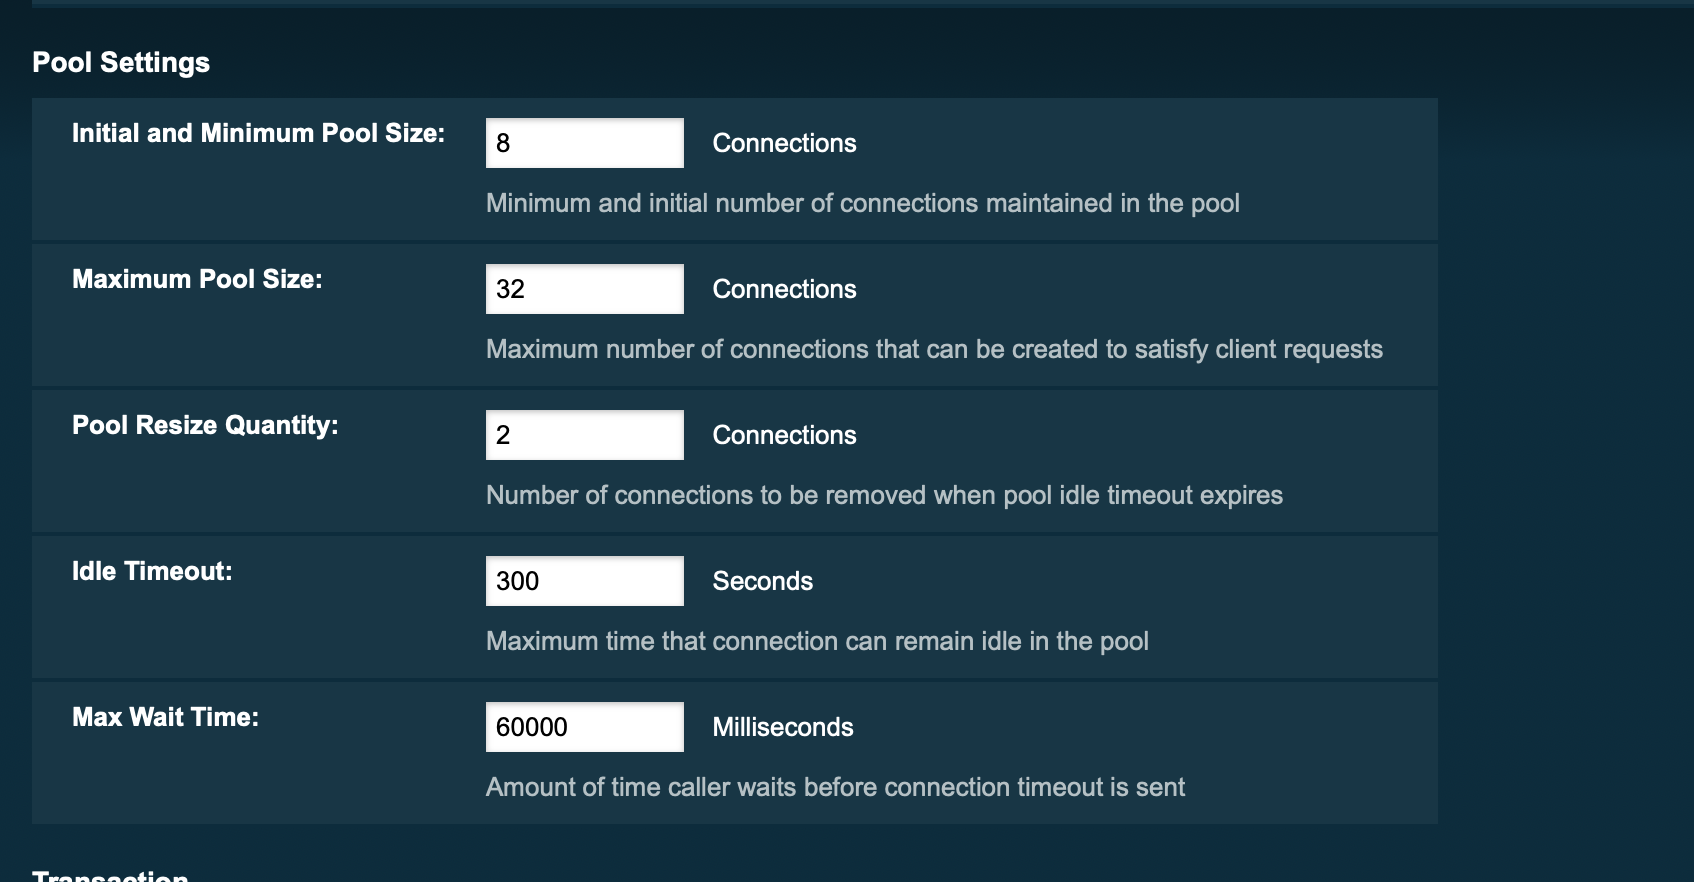 Pool Settings
Initial and Minimum Pool Size:
8 Connections
Minimum and initial number of connections maintained in the pool
Maximum Pool Size:
32 Connections
Maximum number of connections that can be created to satisfy client requests
Pool Resize Quantity:
2 Connections
Number of connections to be removed when pool idle timeout expires
Idle Timeout:
300 Seconds
Maximum time that connection can remain idle in the pool
Max Wait Time:
60000 Milliseconds
Amount of time caller waits before connection timeout is sent
Transaction